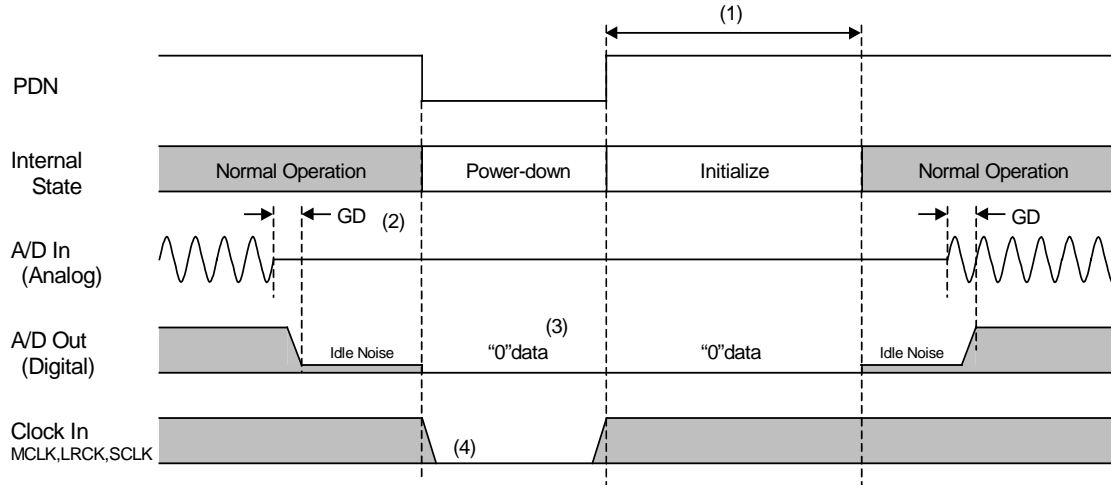 (1)
PDN
Internal
State
Normal Operation
Power-down
Initialize
Normal Operation
GD
(2)
GD
A/D In
(Analog)
A/D Out
(Digital)
Idle Noise
(3)
“0”data
“0”data
Idle Noise
Clock In
MCLK,LRCK,SCLK
(4)